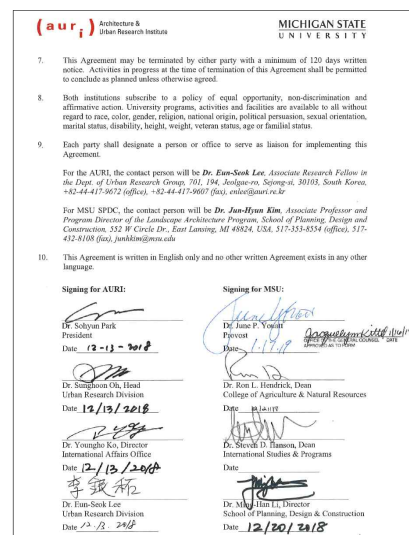 (auri) Architecture &
Urban Research Institute
MICHIGAN STATE
UNIVERSITY
7. This Agreement may be terminated by either party with a minimum of 120 days written
notice. Activities in progress at the time of termination of this Agreement shall be permitted
to conclude as planned unless otherwise agreed.
8. Both institutions subscribe to a policy of equal opportunity, non-discrimination and
affirmative action. University programs, activities and facilities are available to all without
regard to race, color, gender, religion, national origin, political persuasion, sexual orientation,
marital status, disability, height, weight, veteran status, age or familial status.
9. Each party shall designate a person or office to serve as liaison for implementing this
Agreement.
For the AURI, the contact person will be Dr. Eun-Seok Lee, Associate Research Fellow in
the Dept. of Urban Research Group, 701, 194, Jeolgae-ro, Sejong-si, 30103, South Korea,
+82-44-417-9672 (office), +82-44-417-9607 (fax), enlee@auri.re.kr
For MSU SPDC, the contact person will be Dr. Jun-Hyun Kim, Associate Professor and
Program Director of the Landscape Architecture Program, School of Planning, Design and
Construction, 552 W Circle Dr., East Lansing, MI 48824, USA, 517-353-8554 (office), 517-
432-8108 (fax), junhkim@msu.edu
10. This Agreement is written in English only and no other written Agreement exists in any other
language.
Signing for AURI:
Dr. Sohyun Park
President
Date 12-13-2018
Dr. Sunghoon Oh, Head
Urban Research Division
Date 12/13/2018
Dr. Youngho Ko, Director
International Affairs Office
Date 12/13/2018
李銀石
Dr. Eun-Seok Lee
Urban Research Division
Date 12.13.2018
Signing for MSU:
Dr. June P. Youatt
Provost
Date 1.17.19
OFFICE OF THE GENERAL COUNSEL DATE
APPROVED AS TO FORM
Dr. Ron L. Hendrick, Dean
College of Agriculture & Natural Resources
Date
Dr. Steven D. Hanson, Dean
International Studies & Programs
Date
Dr. Ming-Han Li, Director
School of Planning, Design & Construction
Date 12/20/2018